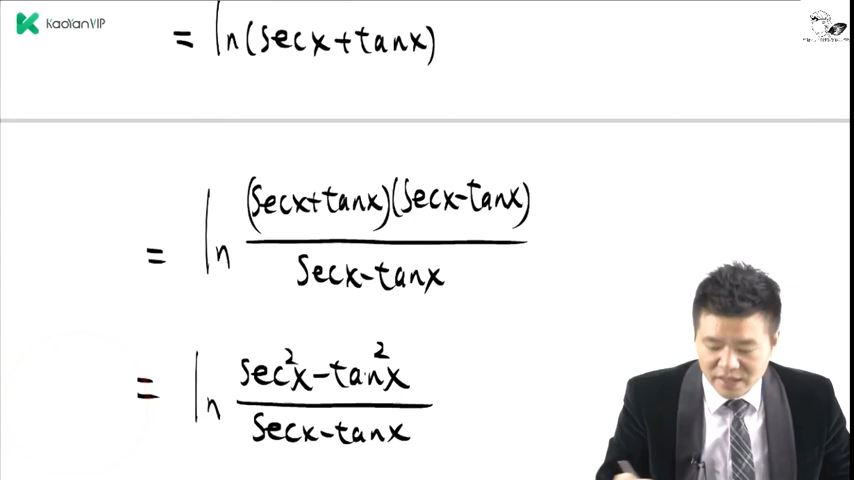 KaoYanVIP
= ln(secx+tanx)
= ln (secx+tanx)(secx-tanx) / secx-tanx
= ln sec²x-tan²x / secx-tanx